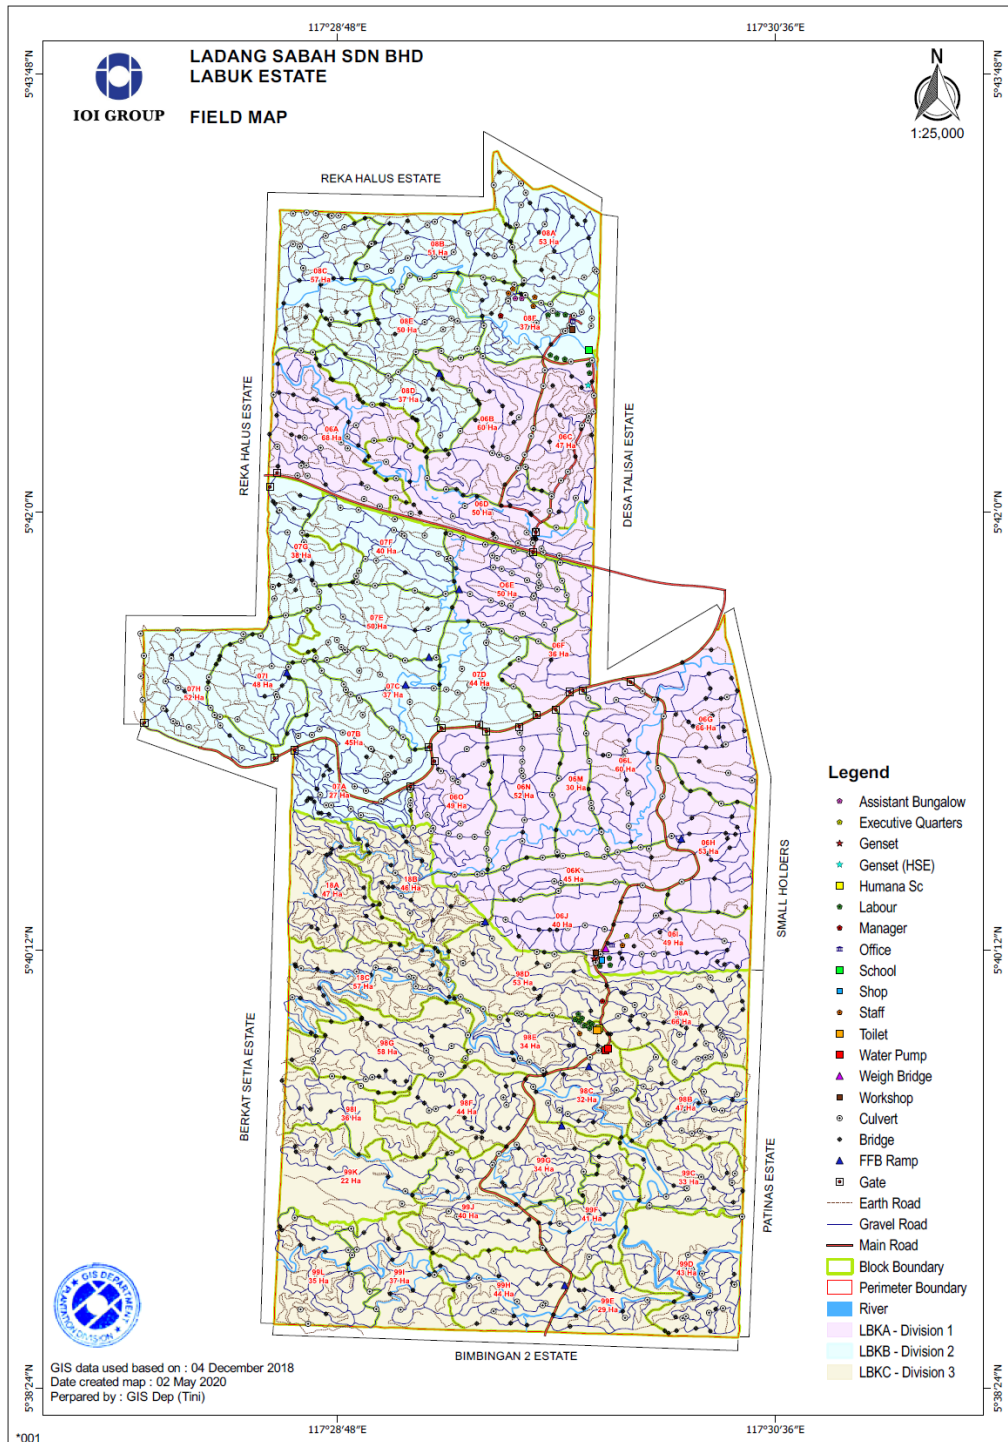 117°28'48"E
117°30'36"E
5°43'48"N
5°43'48"N
LADANG SABAH SDN BHD
LABUK ESTATE
IOI GROUP
FIELD MAP
N
1:25,000
REKA HALUS ESTATE
08A
53 Ha
08B
51 Ha
08C
57 Ha
08E
60 Ha
08F
37 Ha
08D
37 Ha
06B
60 Ha
06A
68 Ha
06C
47 Ha
REKA HALUS ESTATE
DESA TALISAI ESTATE
06D
50 Ha
5°42'0"N
5°42'0"N
07G
38 Ha
07F
40 Ha
O6E
50 Ha
07E
50 Ha
06F
36 Ha
07I
48 Ha
07H
52 Ha
07C
37 Ha
07D
44 Ha
06G
66 Ha
07B
45Ha
06L
60 Ha
06M
30 Ha
06N
52 Ha
07A
27 Ha
06O
49 Ha
06H
53 Ha
06K
45 Ha
18A
47 Ha
18B
46 Ha
06J
40 Ha
06I
49 Ha
SMALL HOLDERS
5°40'12"N
5°40'12"N
18C
57 Ha
98D
53 Ha
98A
66 Ha
98E
34 Ha
98G
58 Ha
BERKAT SETIA ESTATE
98C
32 Ha
98B
47 Ha
98F
44 Ha
98I
36 Ha
99G
34 Ha
99K
22 Ha
99C
33 Ha
99J
40 Ha
99F
41 Ha
PATINAS ESTATE
99L
35 Ha
99I
37 Ha
99H
44 Ha
99D
43 Ha
99E
29 Ha
BIMBINGAN 2 ESTATE
Legend
Assistant Bungalow
Executive Quarters
Genset
Genset (HSE)
Humana Sc
Labour
Manager
Office
School
Shop
Staff
Toilet
Water Pump
Weigh Bridge
Workshop
Culvert
Bridge
FFB Ramp
Gate
Earth Road
Gravel Road
Main Road
Block Boundary
Perimeter Boundary
River
LBKA - Division 1
LBKB - Division 2
LBKC - Division 3
GIS DEPARTMENT
PLANTATION DIVISION
GIS data used based on : 04 December 2018
Date created map : 02 May 2020
Perpared by : GIS Dep (Tini)
5°38'24"N
5°38'24"N
117°28'48"E
117°30'36"E
*001